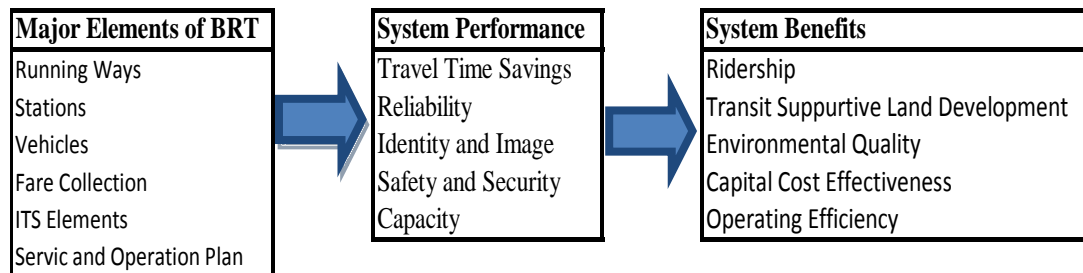 Major Elements of BRT
Running Ways
Stations
Vehicles
Fare Collection
ITS Elements
Servic and Operation Plan
System Performance
Travel Time Savings
Reliability
Identity and Image
Safety and Security
Capacity
System Benefits
Ridership
Transit Suppurtive Land Development
Environmental Quality
Capital Cost Effectiveness
Operating Efficiency